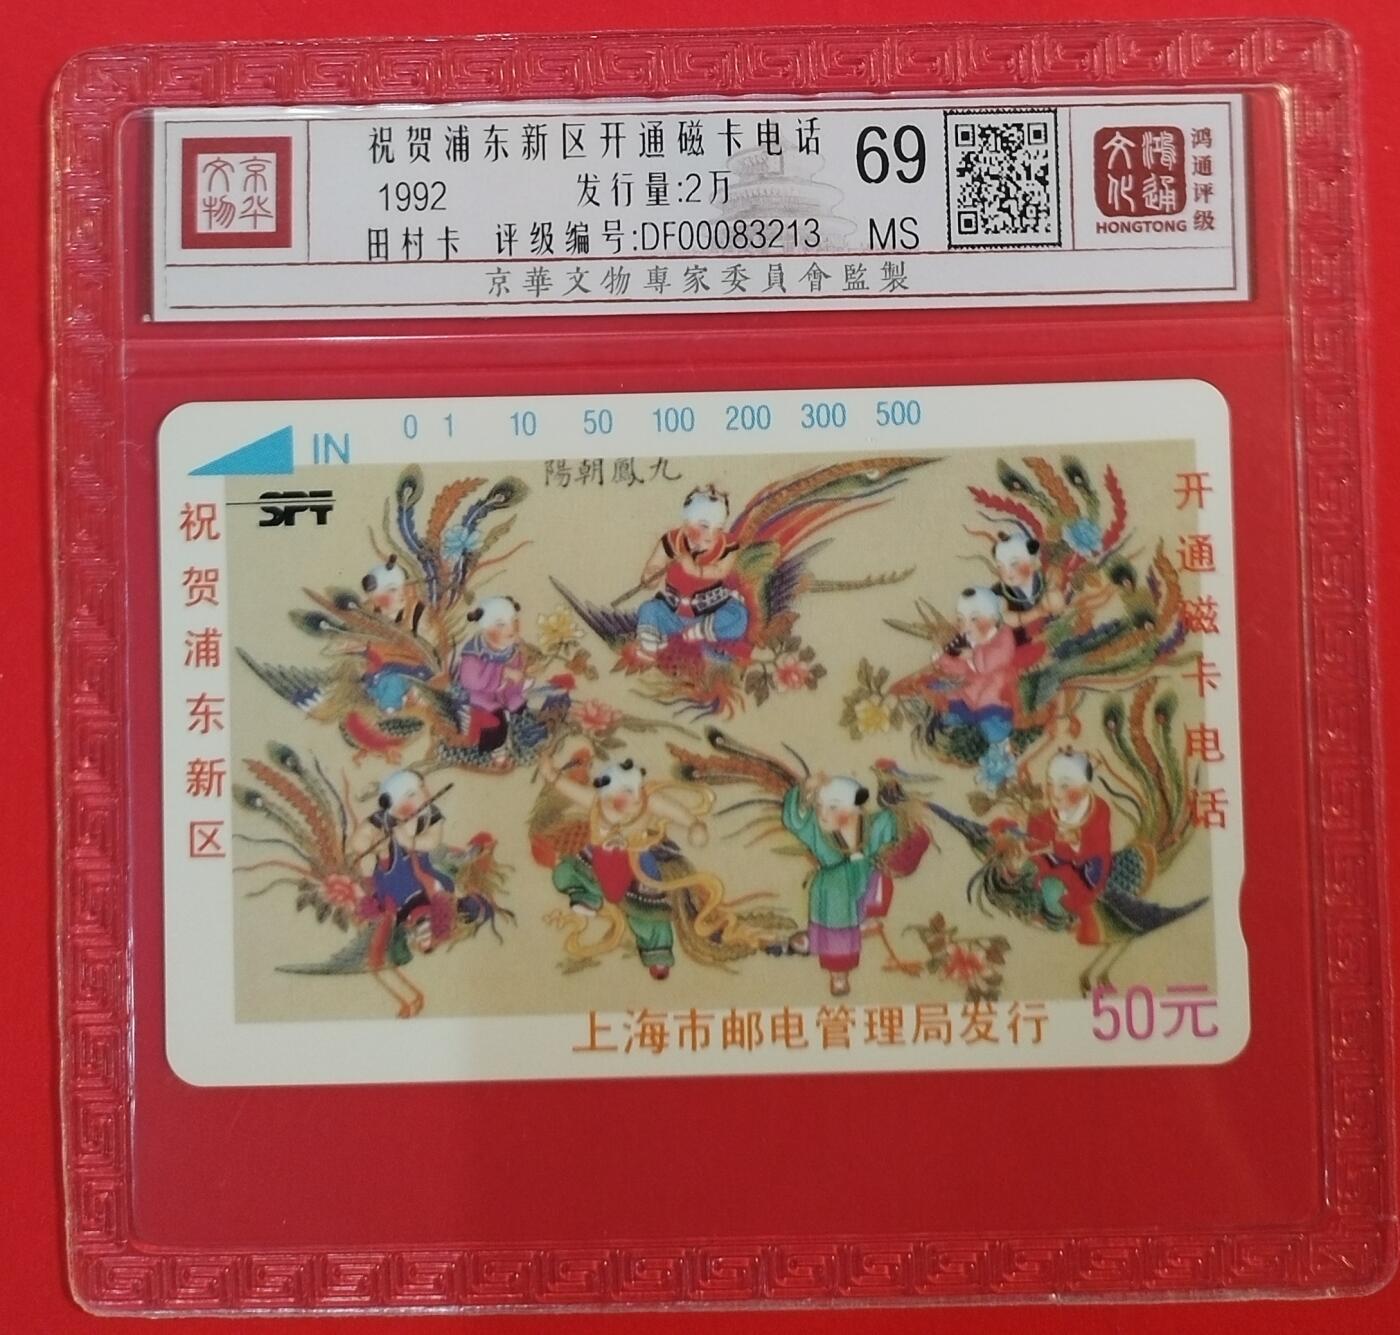 京华文物
祝贺浦东新区开通磁卡电话
1992 发行量:2万
田村卡 评级编号:DF00083213
69
MS
鸿通文化
HONGTONG
鸿通评级
京華文物專家委員會監製
IN 0 1 10 50 100 200 300 500
陽朝鳳九
SPT
祝贺浦东新区
开通磁卡电话
上海市邮电管理局发行 50元